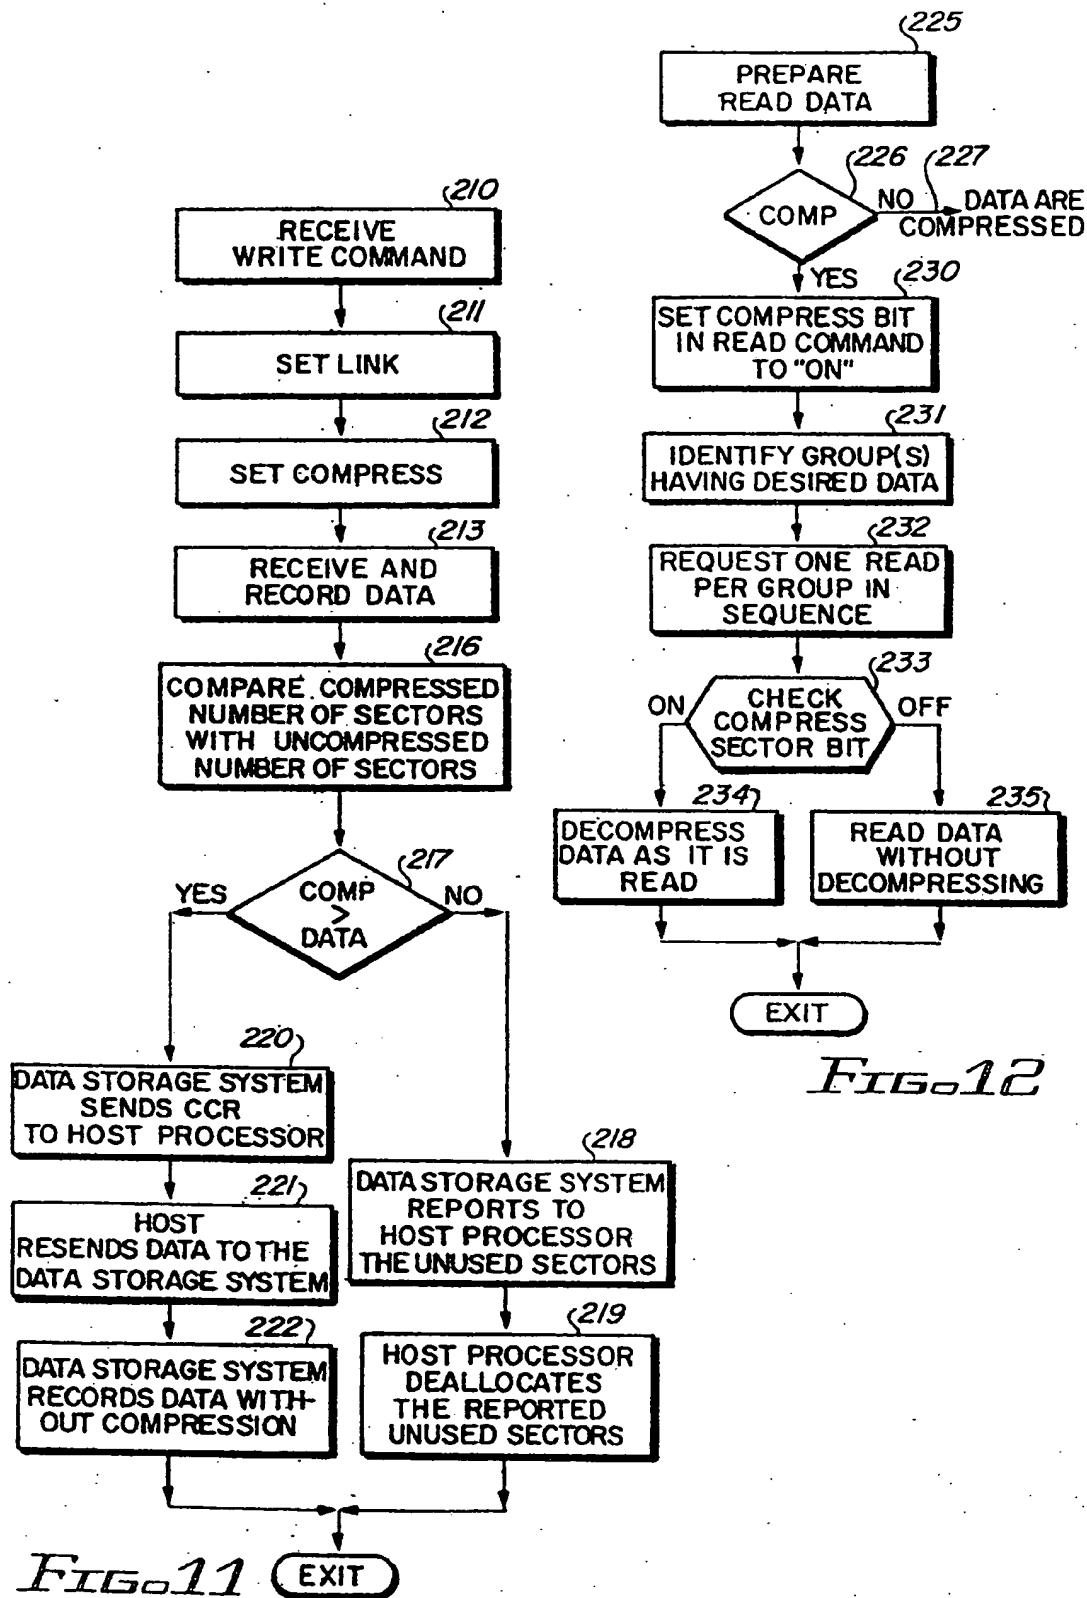 210
RECEIVE
WRITE COMMAND
211
SET LINK
212
SET COMPRESS
213
RECEIVE AND
RECORD DATA
216
COMPARE COMPRESSED
NUMBER OF SECTORS
WITH UNCOMPRESSED
NUMBER OF SECTORS
217
YES
COMP
>
DATA
NO
220
DATA STORAGE SYSTEM
SENDS CCR
TO HOST PROCESSOR
221
HOST
RESENDS DATA TO THE
DATA STORAGE SYSTEM
222
DATA STORAGE SYSTEM
RECORDS DATA WITH-
OUT COMPRESSION
218
DATA STORAGE SYSTEM
REPORTS TO
HOST PROCESSOR
THE UNUSED SECTORS
219
HOST PROCESSOR
DEALLOCATES
THE REPORTED
UNUSED SECTORS
EXIT
FIG. 11
225
PREPARE
READ DATA
226
COMP
NO
227
DATA ARE
COMPRESSED
YES
230
SET COMPRESS BIT
IN READ COMMAND
TO "ON"
231
IDENTIFY GROUP(S)
HAVING DESIRED DATA
232
REQUEST ONE READ
PER GROUP IN
SEQUENCE
233
ON
CHECK
COMPRESS
SECTOR BIT
OFF
234
DECOMPRESS
DATA AS IT IS
READ
235
READ DATA
WITHOUT
DECOMPRESSING
EXIT
FIG. 12